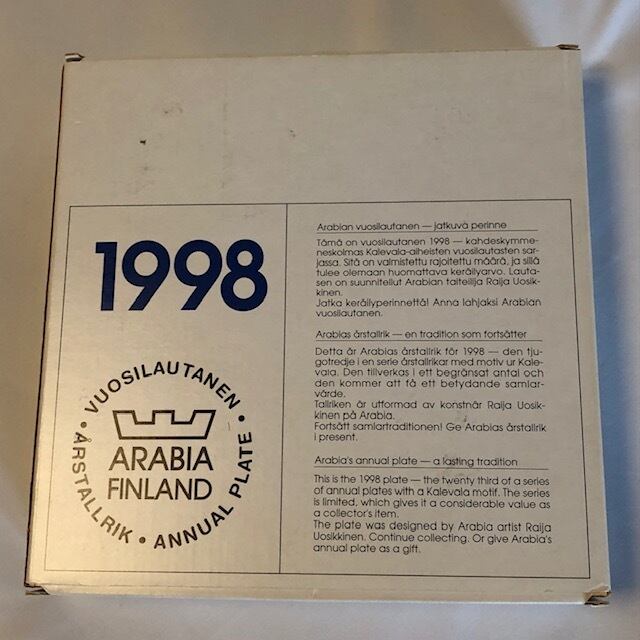 1998
VUOSILAUTANEN •
ÅRSTALLRIK •
ANNUAL PLATE •
ARABIA
FINLAND
Arabian vuosilautanen — jatkuva perinne
Tämä on vuosilautanen 1998 — kahdeskymme-
neskolmas Kalevala-aiheisten vuosilautasten sar-
jassa. Sitä on valmistettu rajoitettu määrä, ja sillä
tulee olemaan huomattava keräilyarvo. Lauta-
sen on suunnitellut Arabian taiteilija Raija Uosik-
kinen.
Jatka keräilyperinnettä! Anna lahjaksi Arabian
vuosilautanen.
Arabias årstallrik — en tradition som fortsätter
Detta är Arabias årstallrik för 1998 — den tju-
gotredje i en serie årstallrikar med motiv ur Kale-
vala. Den tillverkas i ett begränsat antal och
den kommer att få ett betydande samlar-
värde.
Tallriken är utformad av konstnär Raija Uosik-
kinen på Arabia.
Fortsätt samlartraditionen! Ge Arabias årstallrik
i present.
Arabia's annual plate — a lasting tradition
This is the 1998 plate — the twenty third of a series
of annual plates with a Kalevala motif. The series
is limited, which gives it a considerable value as
a collector's item.
The plate was designed by Arabia artist Raija
Uosikkinen. Continue collecting. Or give Arabia's
annual plate as a gift.